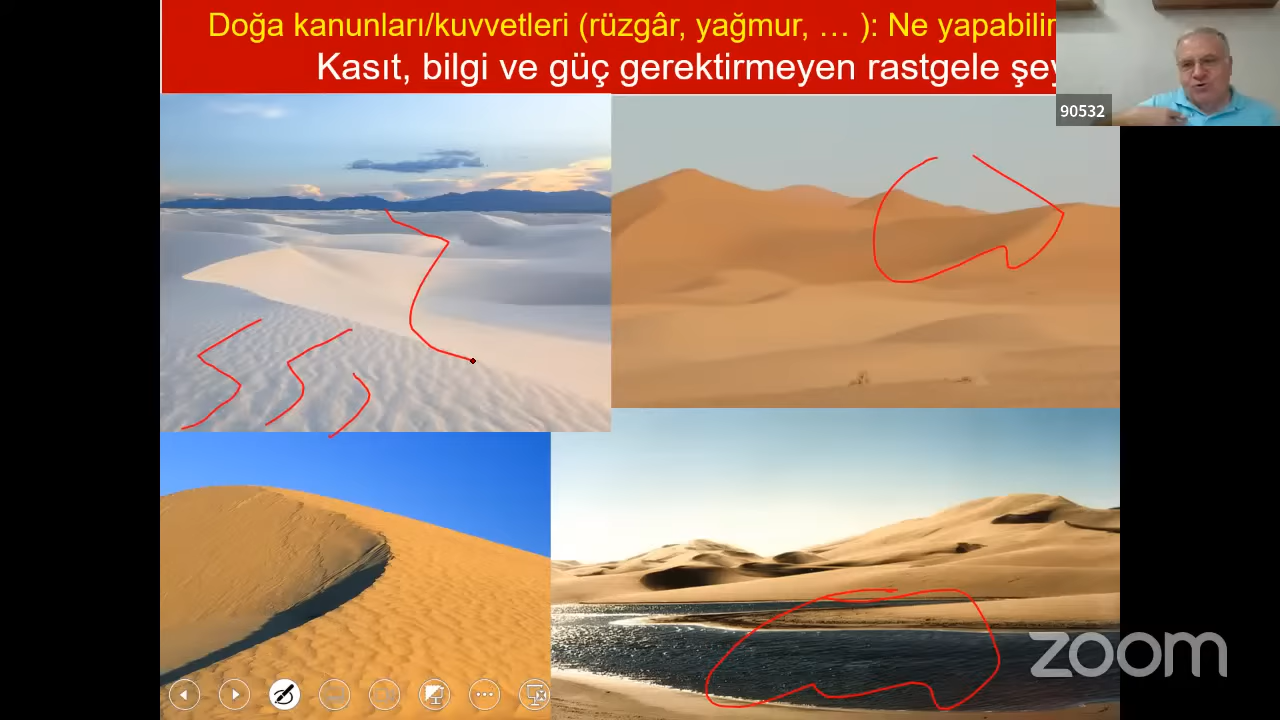 Doğa kanunları/kuvvetleri (rüzgâr, yağmur, … ): Ne yapabilir
Kasıt, bilgi ve güç gerektirmeyen rastgele şey
90532
zoom